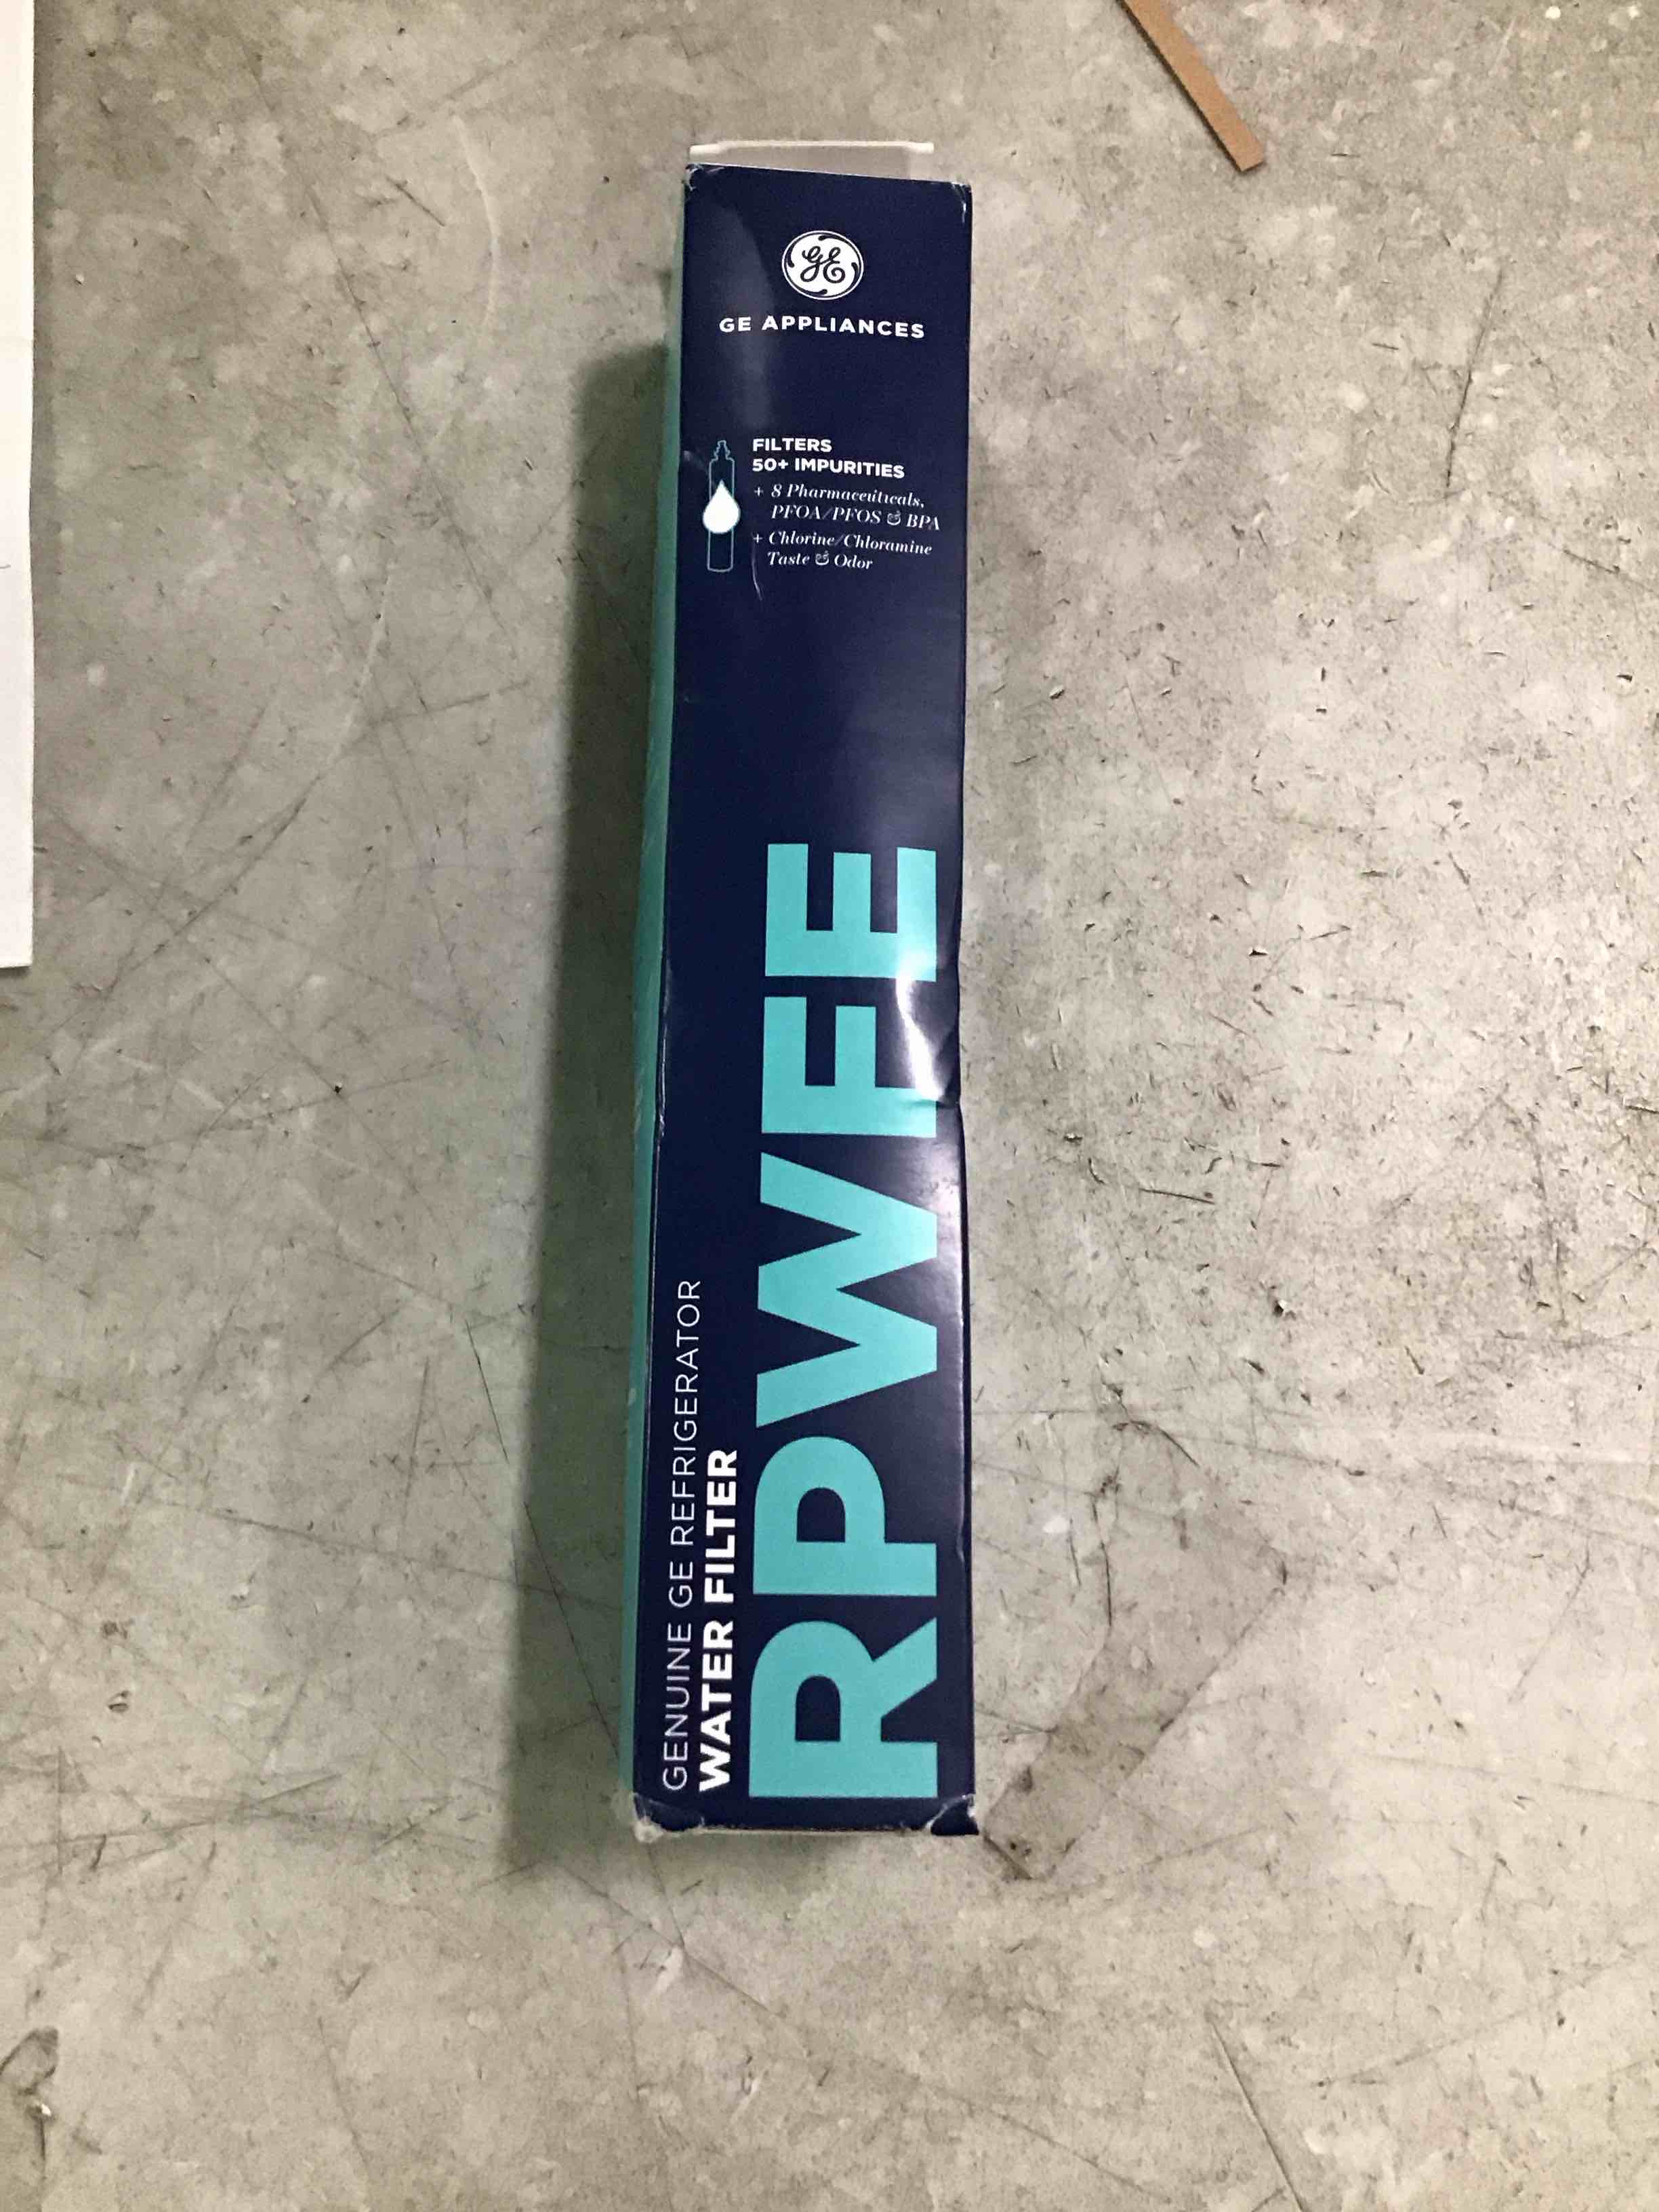 GE
GE APPLIANCES
FILTERS
50+ IMPURITIES
+ 8 Pharmaceuticals,
PFOA/PFOS & BPA
+ Chlorine/Chloramine
Taste & Odor
GENUINE GE REFRIGERATOR
WATER FILTER
RPWFE